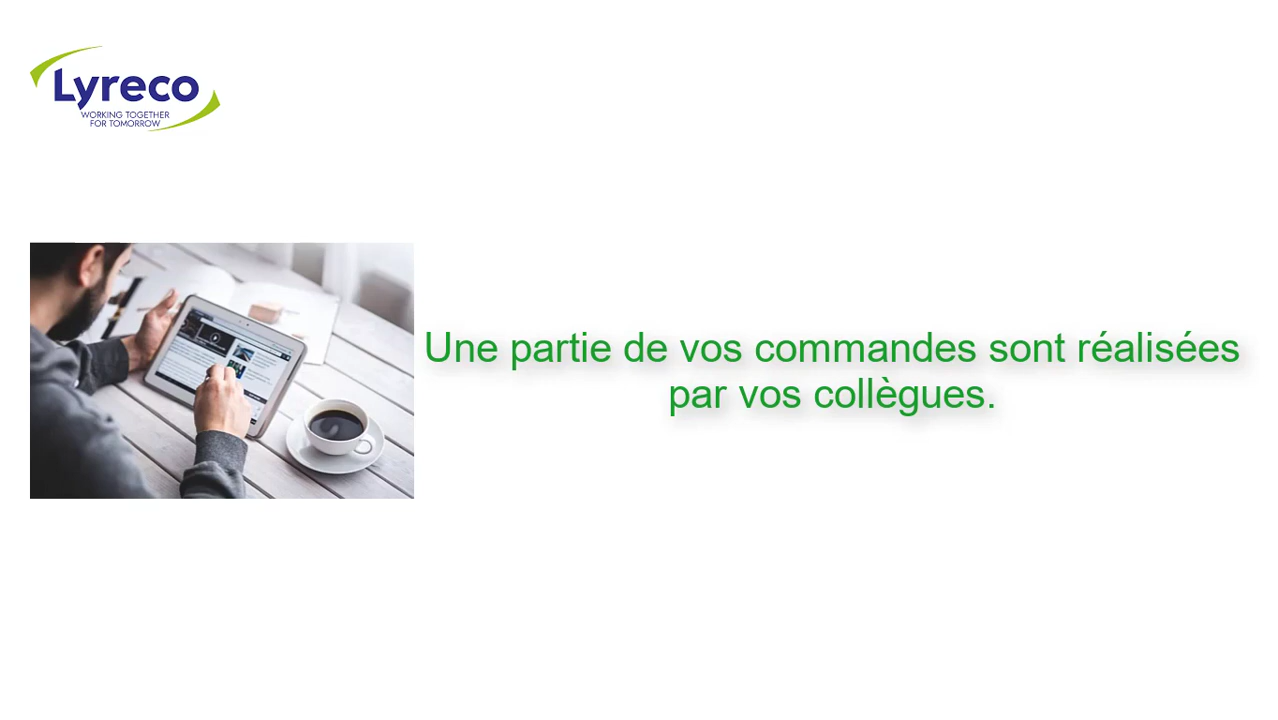 Lyreco
WORKING TOGETHER
FOR TOMORROW
Une partie de vos commandes sont réalisées
par vos collègues.